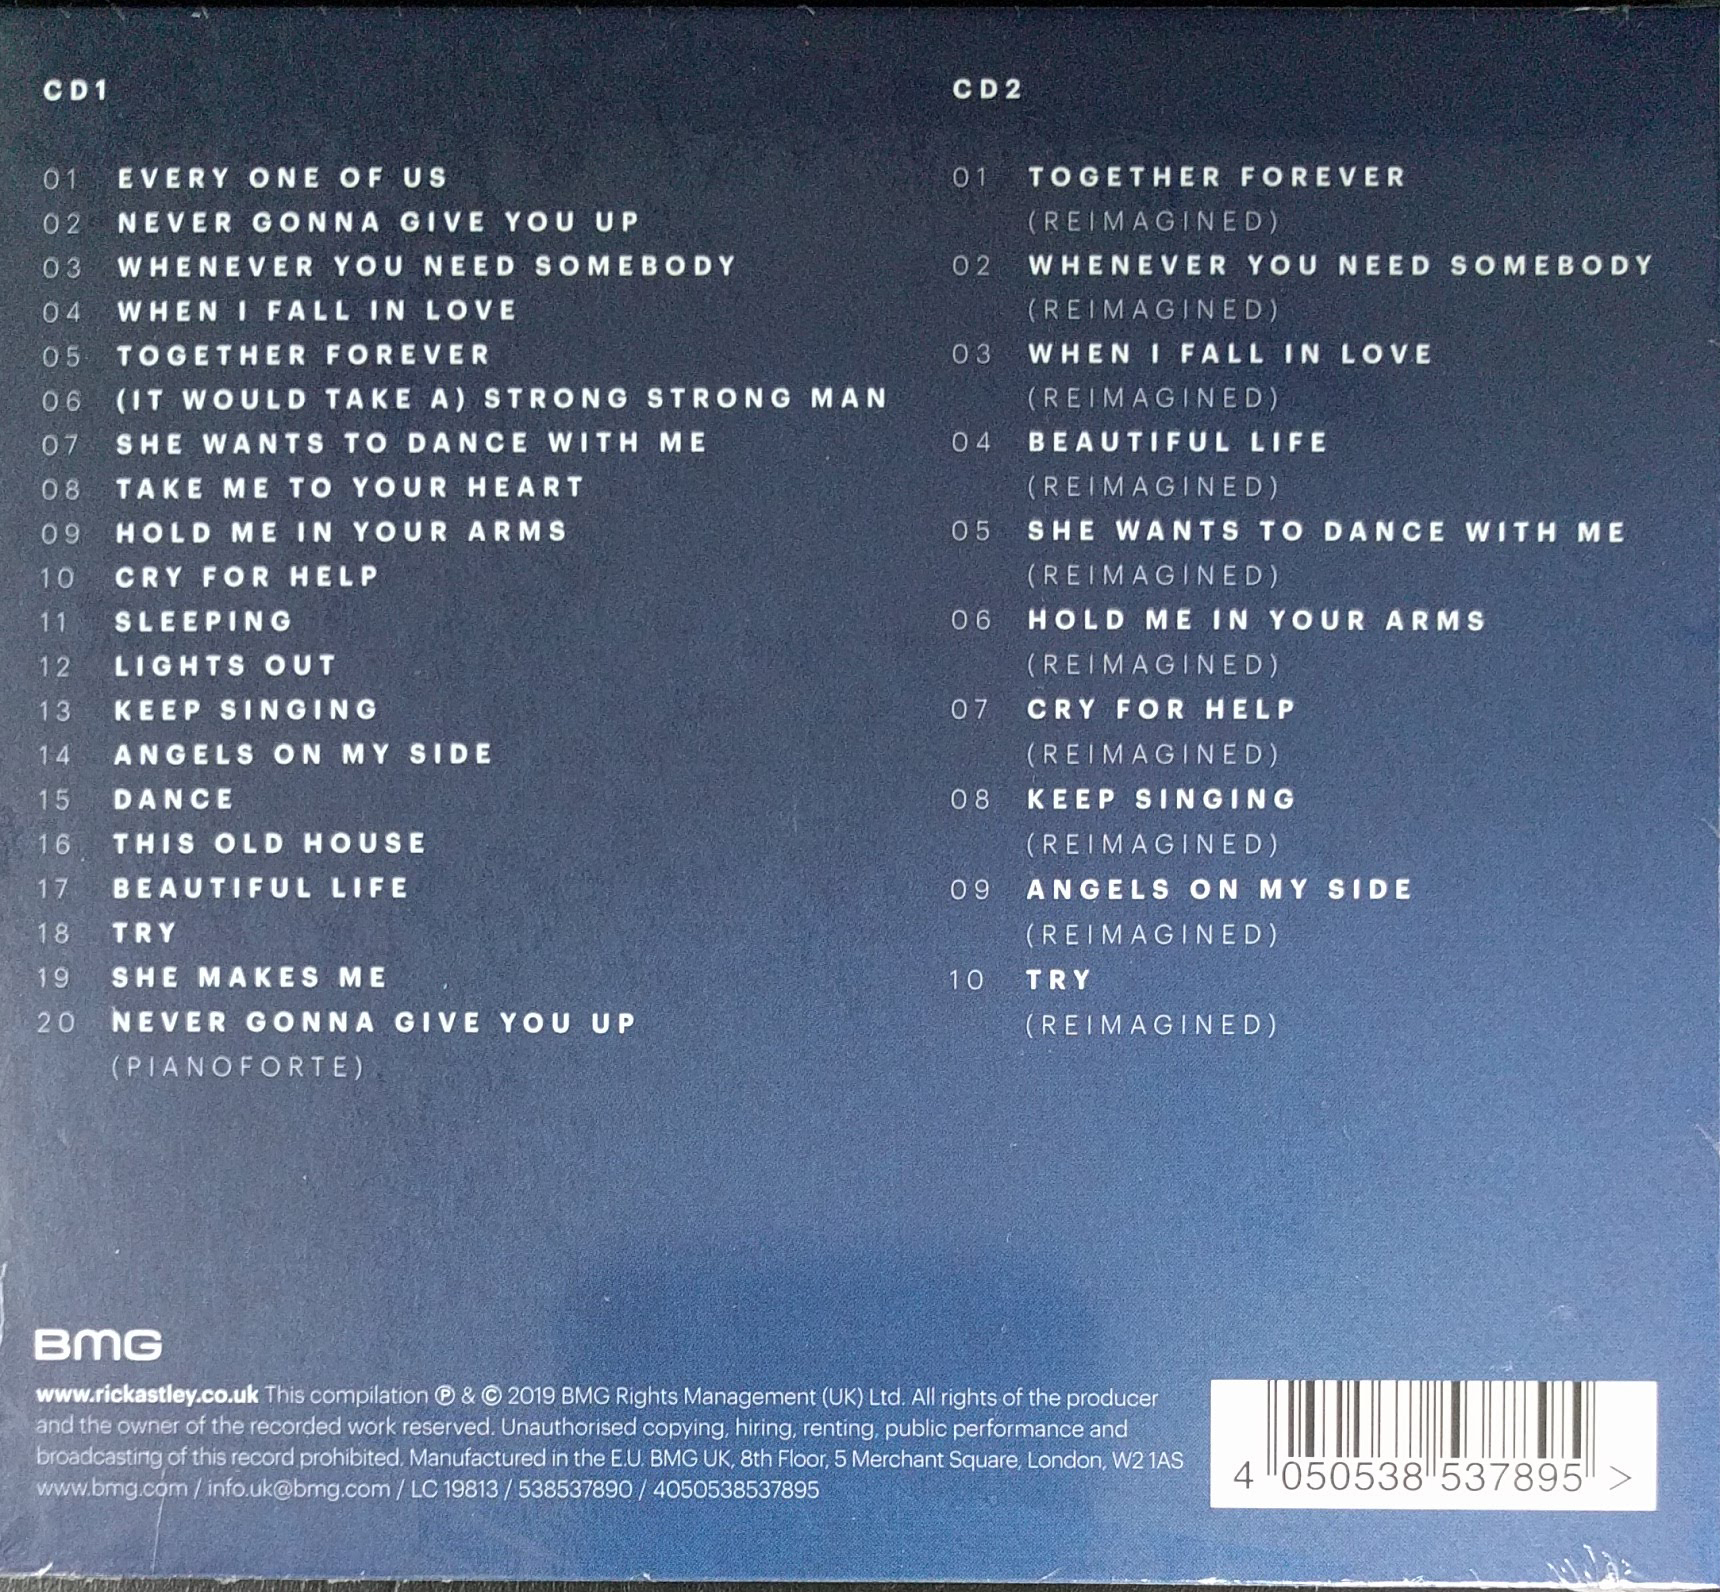 CD1
01 EVERY ONE OF US
02 NEVER GONNA GIVE YOU UP
03 WHENEVER YOU NEED SOMEBODY
04 WHEN I FALL IN LOVE
05 TOGETHER FOREVER
06 (IT WOULD TAKE A) STRONG STRONG MAN
07 SHE WANTS TO DANCE WITH ME
08 TAKE ME TO YOUR HEART
09 HOLD ME IN YOUR ARMS
10 CRY FOR HELP
11 SLEEPING
12 LIGHTS OUT
13 KEEP SINGING
14 ANGELS ON MY SIDE
15 DANCE
16 THIS OLD HOUSE
17 BEAUTIFUL LIFE
18 TRY
19 SHE MAKES ME
20 NEVER GONNA GIVE YOU UP
(PIANOFORTE)
CD2
01 TOGETHER FOREVER
(REIMAGINED)
02 WHENEVER YOU NEED SOMEBODY
(REIMAGINED)
03 WHEN I FALL IN LOVE
(REIMAGINED)
04 BEAUTIFUL LIFE
(REIMAGINED)
05 SHE WANTS TO DANCE WITH ME
(REIMAGINED)
06 HOLD ME IN YOUR ARMS
(REIMAGINED)
07 CRY FOR HELP
(REIMAGINED)
08 KEEP SINGING
(REIMAGINED)
09 ANGELS ON MY SIDE
(REIMAGINED)
10 TRY
(REIMAGINED)
BMG
www.rickastley.co.uk This compilation ℗ & © 2019 BMG Rights Management (UK) Ltd. All rights of the producer
and the owner of the recorded work reserved. Unauthorised copying, hiring, renting, public performance and
broadcasting of this record prohibited. Manufactured in the E.U. BMG UK, 8th Floor, 5 Merchant Square, London, W2 1AS
www.bmg.com / info.uk@bmg.com / LC 19813 / 538537890 / 4050538537895
4 050538 537895 >